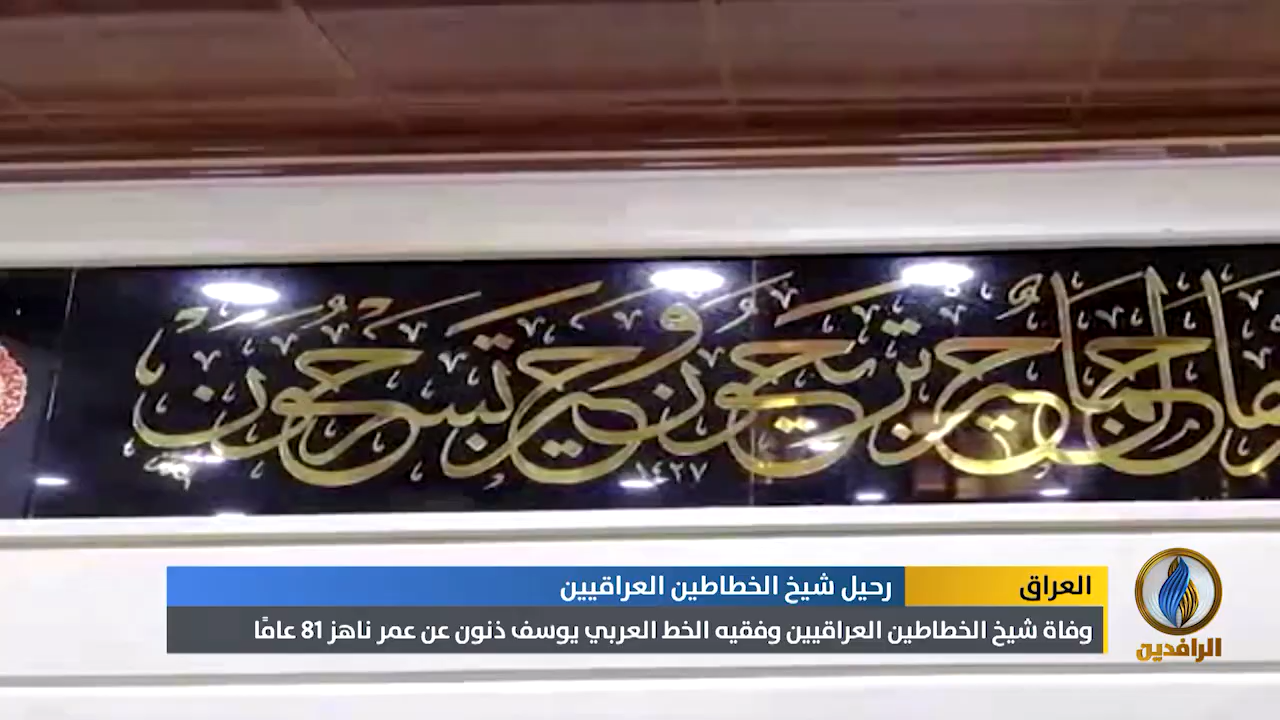 جمال حين تريحون وحين تسرحون
١٤٢٧
العراق رحيل شيخ الخطاطين العراقيين
وفاة شيخ الخطاطين العراقيين وفقيه الخط العربي يوسف ذنون عن عمر ناهز 81 عامًا
الرافدين